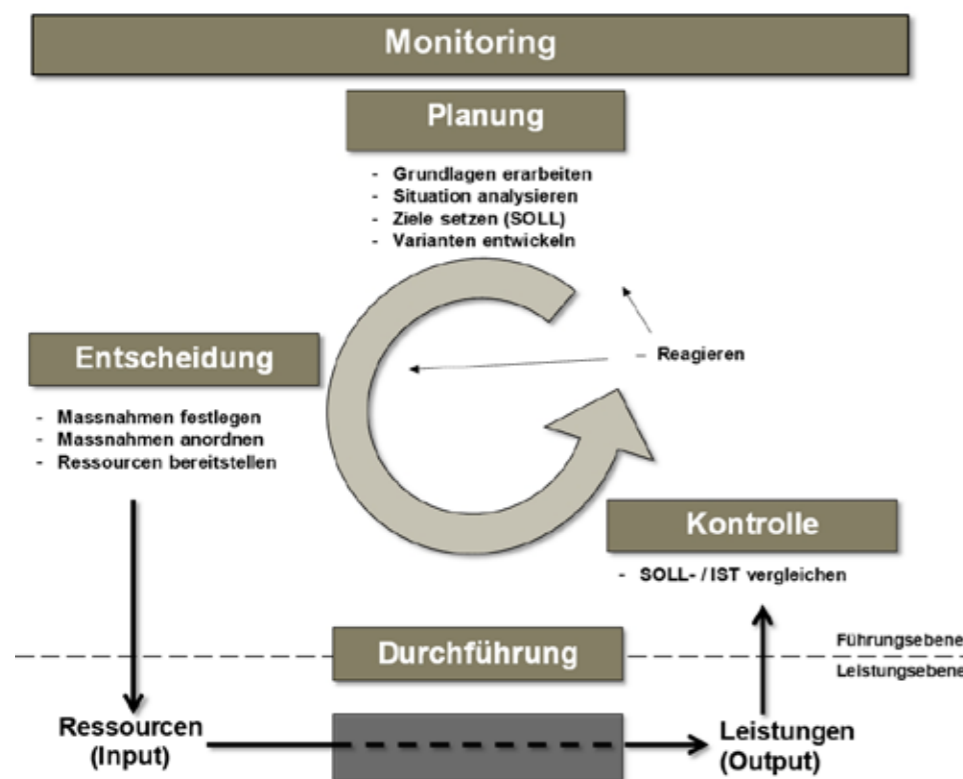 Monitoring
Planung
- Grundlagen erarbeiten
- Situation analysieren
- Ziele setzen (SOLL)
- Varianten entwickeln
Entscheidung
- Massnahmen festlegen
- Massnahmen anordnen
- Ressourcen bereitstellen
– Reagieren
Kontrolle
- SOLL- / IST vergleichen
Durchführung
Führungsebene
Leistungsebene
Ressourcen
(Input)
Leistungen
(Output)